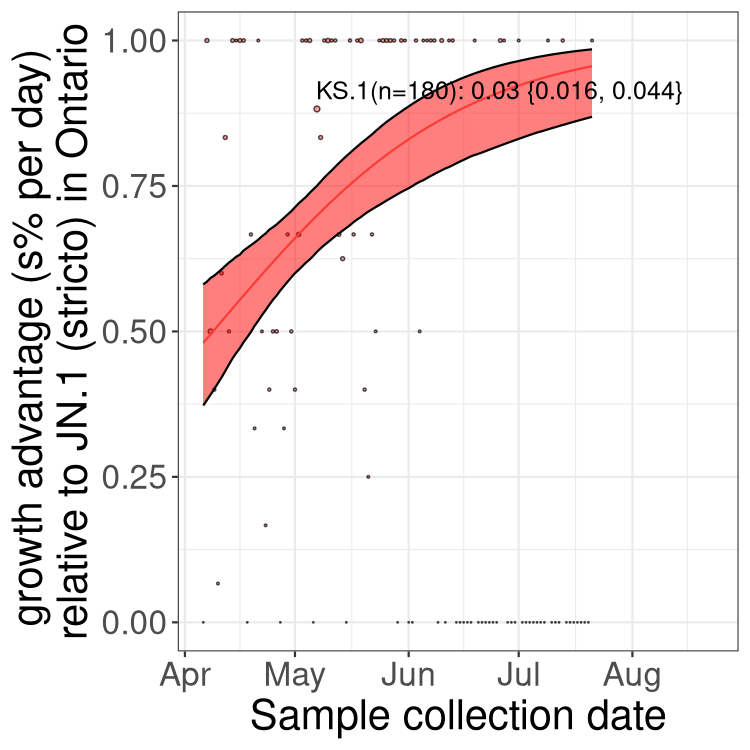 growth advantage (s% per day)
relative to JN.1 (stricto) in Ontario
1.00
0.75
0.50
0.25
0.00
KS.1(n=180): 0.03 {0.016, 0.044}
Apr May Jun Jul Aug
Sample collection date